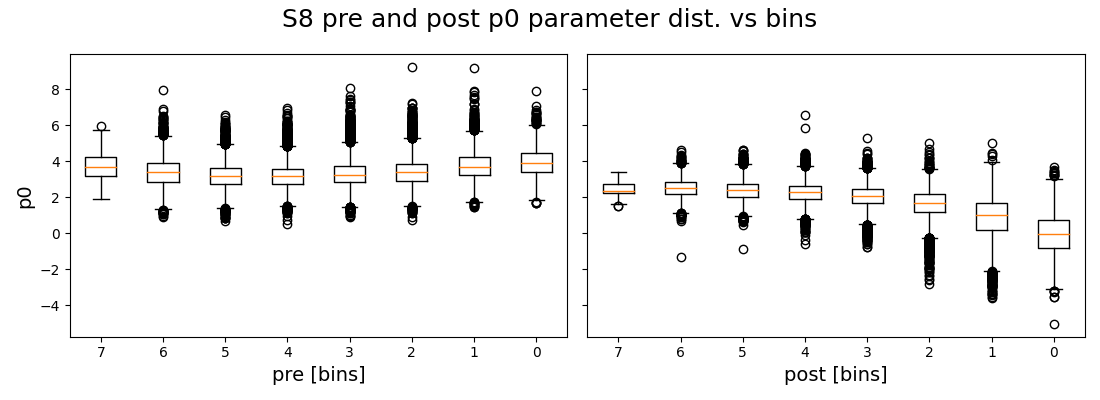 S8 pre and post p0 parameter dist. vs bins
p0
8
6
4
2
0
−2
−4
7 6 5 4 3 2 1 0
pre [bins]
7 6 5 4 3 2 1 0
post [bins]